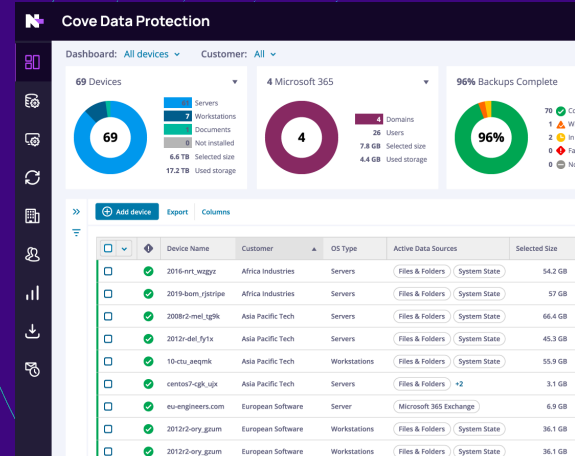 N
Cove Data Protection
Dashboard: All devices Customer: All
69 Devices
69
Servers
7 Workstations
Documents
0 Not installed
6.6 TB Selected size
17.2 TB Used storage
4 Microsoft 365
4
4 Domains
26 Users
7.8 GB Selected size
4.4 GB Used storage
96% Backups Complete
96%
70 Co
1 W
2 In
0 Fa
0 No
Add device Export Columns
Device Name Customer OS Type Active Data Sources Selected Size
2016-nrt_wzgyz Africa Industries Servers Files & Folders System State 54.2 GB
2019-bom_rjstripe Africa Industries Servers Files & Folders System State 57 GB
2008r2-mel_tg9k Asia Pacific Tech Servers Files & Folders System State 66.4 GB
2012r-del_fy1x Asia Pacific Tech Servers Files & Folders System State 45.3 GB
10-ctu_aeqmk Asia Pacific Tech Workstations Files & Folders System State 55.9 GB
centos7-cgk_ujx Asia Pacific Tech Servers Files & Folders +2 3.1 GB
eu-engineers.com European Software Server Microsoft 365 Exchange 6.9 GB
2012r2-ory_gzum European Software Workstations Files & Folders System State 36.1 GB
2012r2-ory_gzum European Software Workstations Files & Folders System State 36.1 GB